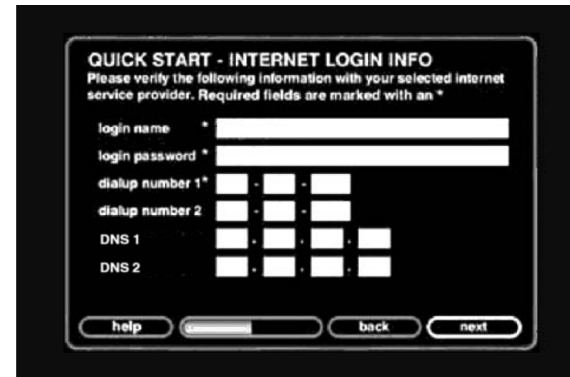 QUICK START - INTERNET LOGIN INFO
Please verify the following information with your selected internet
service provider. Required fields are marked with an *
login name *
login password *
dialup number 1*
dialup number 2
DNS 1
DNS 2
help back next